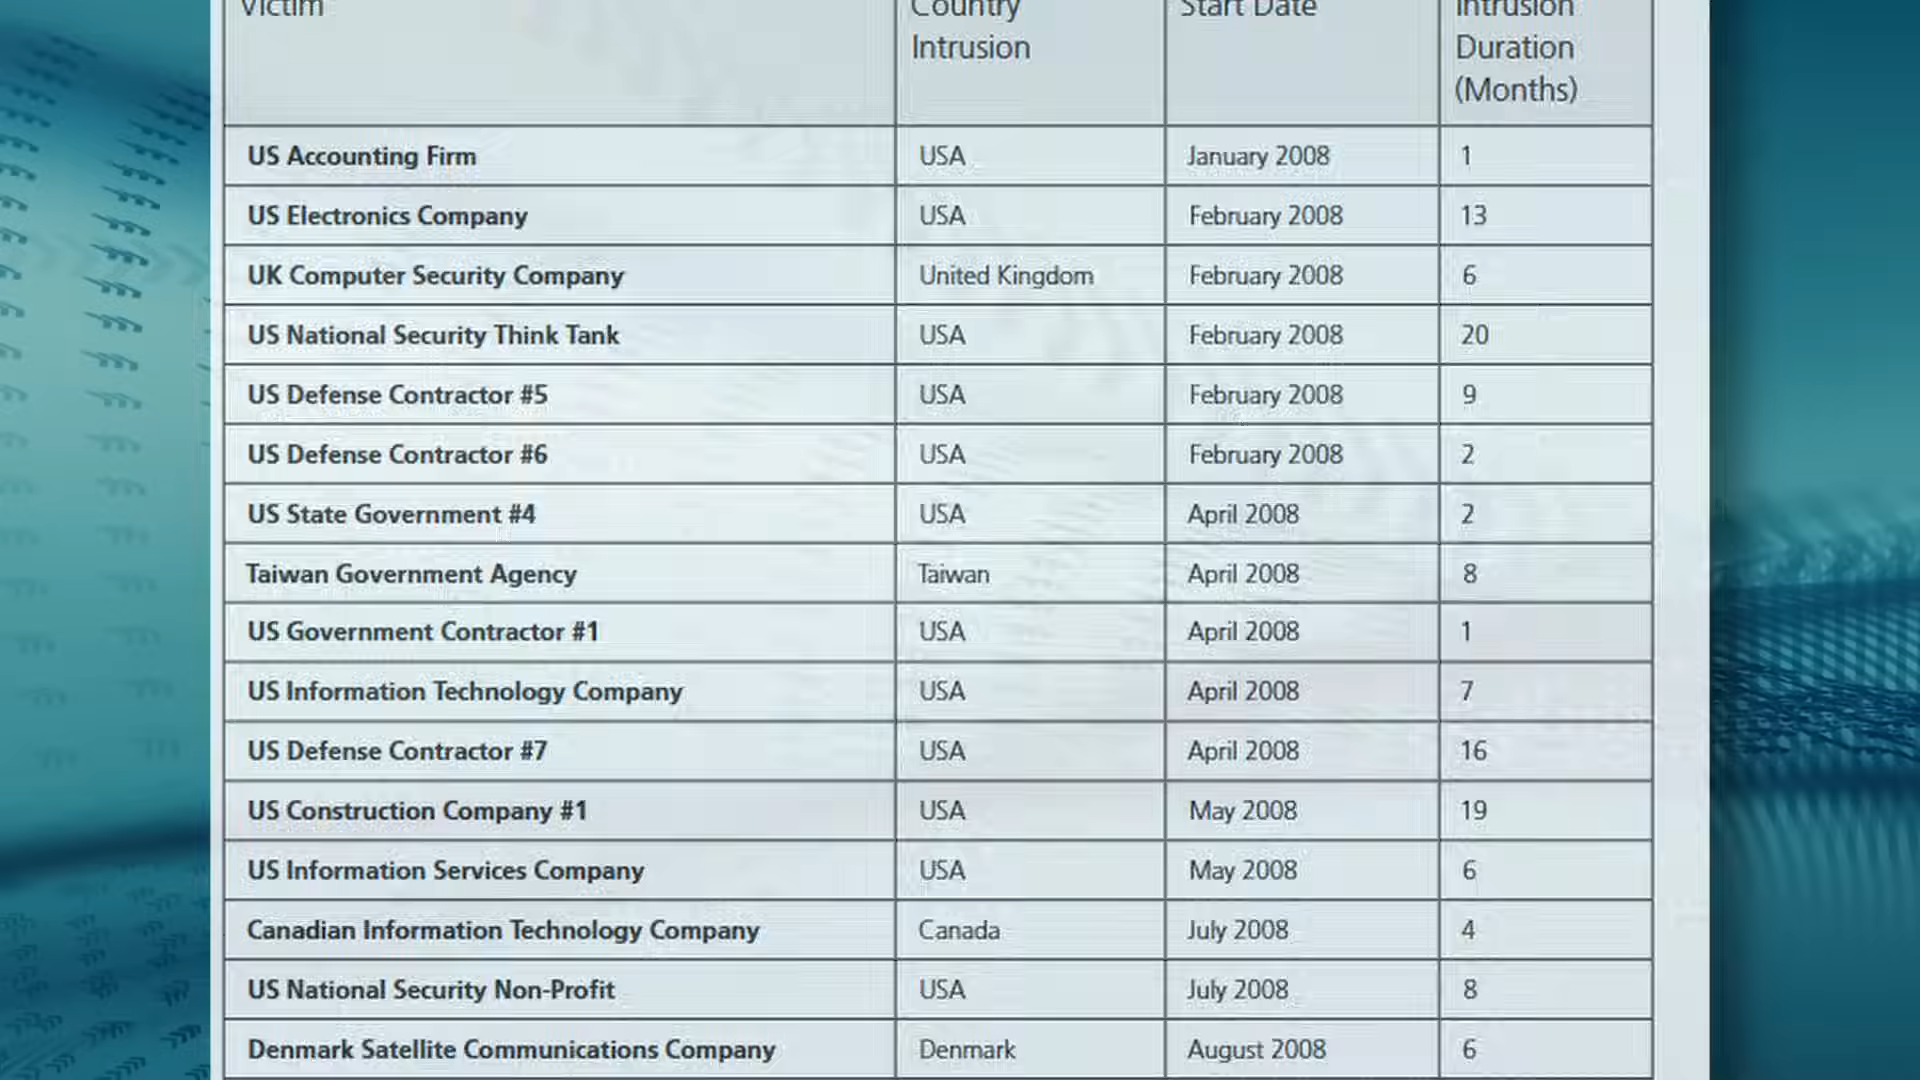 Victim Country Start Date Intrusion
Intrusion Duration
(Months)
US Accounting Firm USA January 2008 1
US Electronics Company USA February 2008 13
UK Computer Security Company United Kingdom February 2008 6
US National Security Think Tank USA February 2008 20
US Defense Contractor #5 USA February 2008 9
US Defense Contractor #6 USA February 2008 2
US State Government #4 USA April 2008 2
Taiwan Government Agency Taiwan April 2008 8
US Government Contractor #1 USA April 2008 1
US Information Technology Company USA April 2008 7
US Defense Contractor #7 USA April 2008 16
US Construction Company #1 USA May 2008 19
US Information Services Company USA May 2008 6
Canadian Information Technology Company Canada July 2008 4
US National Security Non-Profit USA July 2008 8
Denmark Satellite Communications Company Denmark August 2008 6